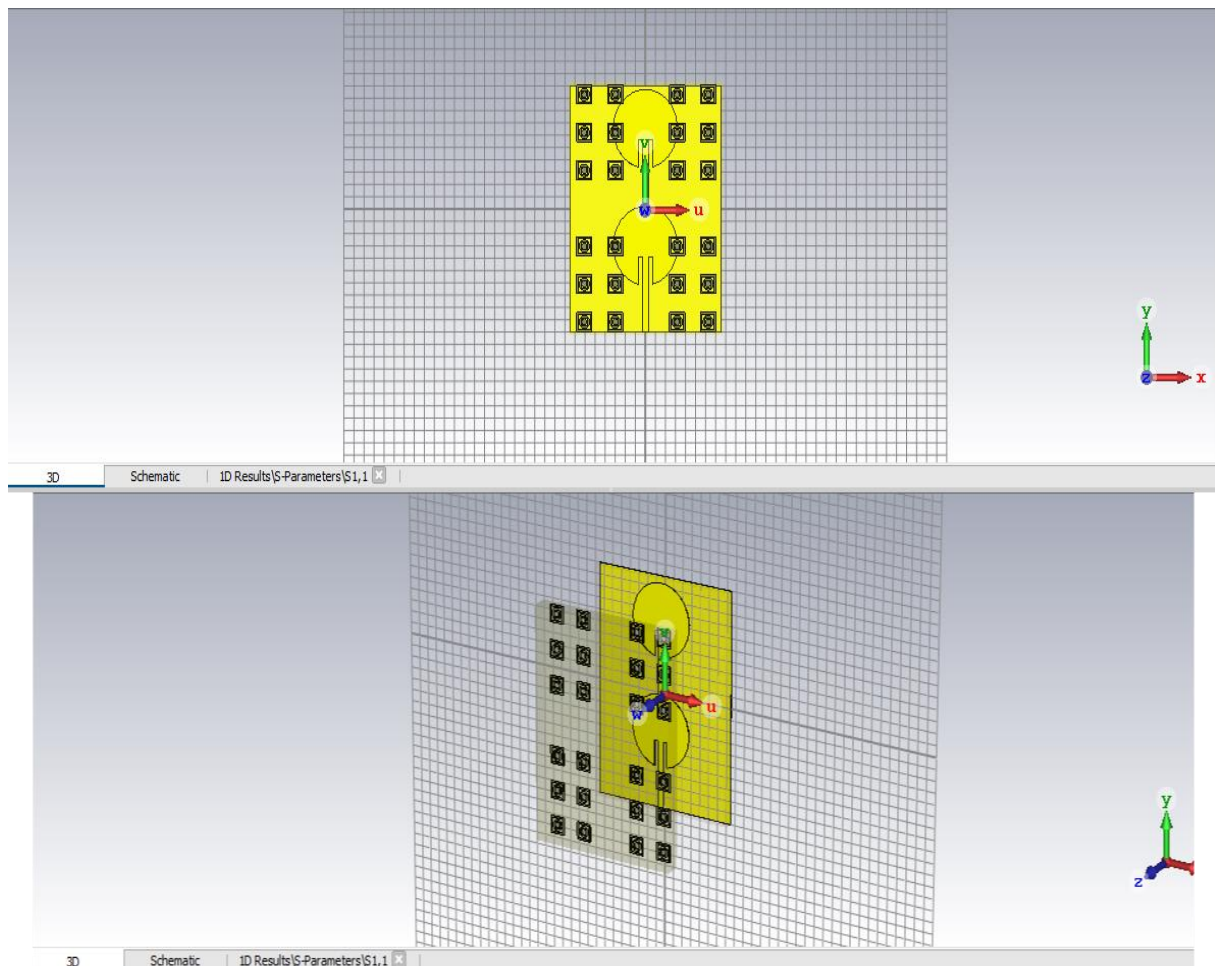 v
w
u
y
z
x
3D Schematic 1D Results\S-Parameters\S1,1
v
w
u
y
z
3D Schematic 1D Results\S-Parameters\S1,1